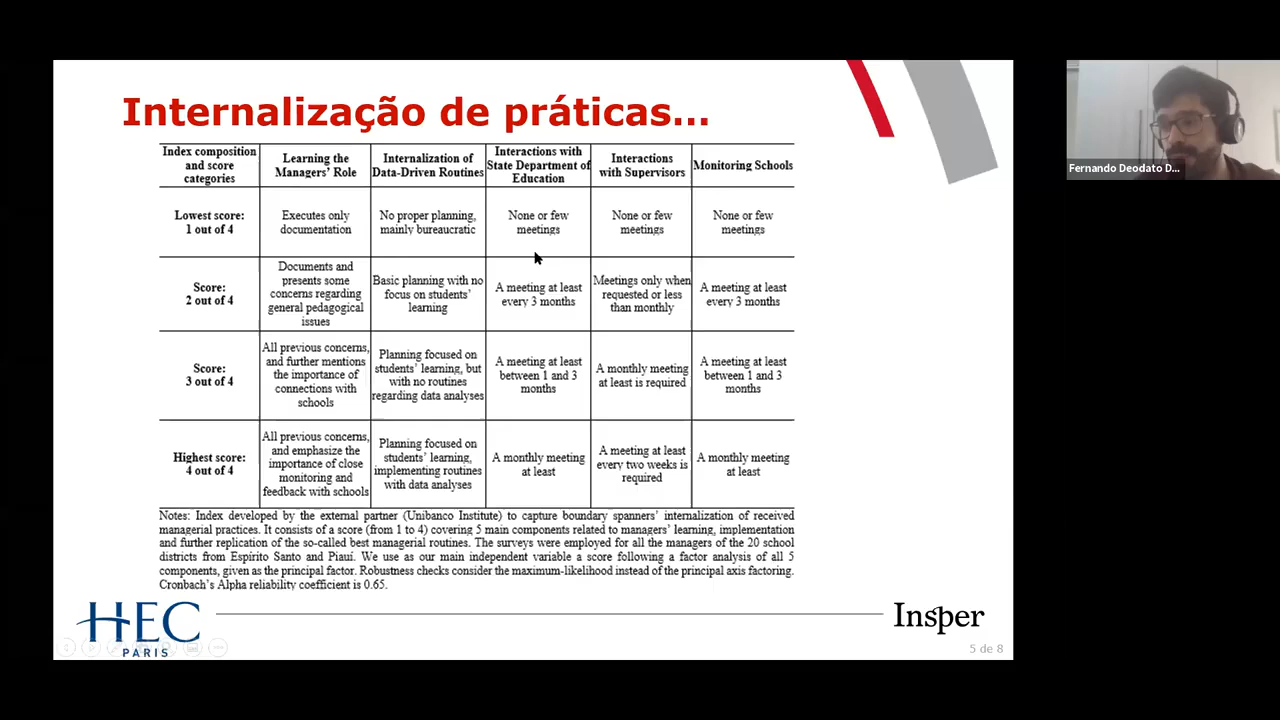 Internalização de práticas...
Index composition
and score
categories
Learning the
Managers' Role
Internalization of
Data-Driven Routines
Interactions with
State Department of
Education
Interactions
with Supervisors
Monitoring Schools
Lowest score:
1 out of 4
Executes only
documentation
No proper planning,
mainly bureaucratic
None or few
meetings
None or few
meetings
None or few
meetings
Score:
2 out of 4
Documents and
presents some
concerns regarding
general pedagogical
issues
Basic planning with no
focus on students'
learning
A meeting at least
every 3 months
Meetings only when
requested or less
than monthly
A meeting at least
every 3 months
Score:
3 out of 4
All previous concerns,
and further mentions
the importance of
connections with
schools
Planning focused on
students' learning, but
with no routines
regarding data analyses
A meeting at least
between 1 and 3
months
A monthly meeting
at least is required
A meeting at least
between 1 and 3
months
Highest score:
4 out of 4
All previous concerns,
and emphasize the
importance of close
monitoring and
feedback with schools
Planning focused on
students' learning,
implementing routines
with data analyses
A monthly meeting
at least
A meeting at least
every two weeks is
required
A monthly meeting
at least
Notes: Index developed by the external partner (Unibanco Institute) to capture boundary spanners' internalization of received
managerial practices. It consists of a score (from 1 to 4) covering 5 main components related to managers' learning, implementation
and further replication of the so-called best managerial routines. The surveys were employed for all the managers of the 20 school
districts from Espírito Santo and Piauí. We use as our main independent variable a score following a factor analysis of all 5
components, given as the principal factor. Robustness checks consider the maximum-likelihood instead of the principal axis factoring.
Cronbach's Alpha reliability coefficient is 0.65.
HEC
PARIS
Insper
5 de 8
Fernando Deodato D...